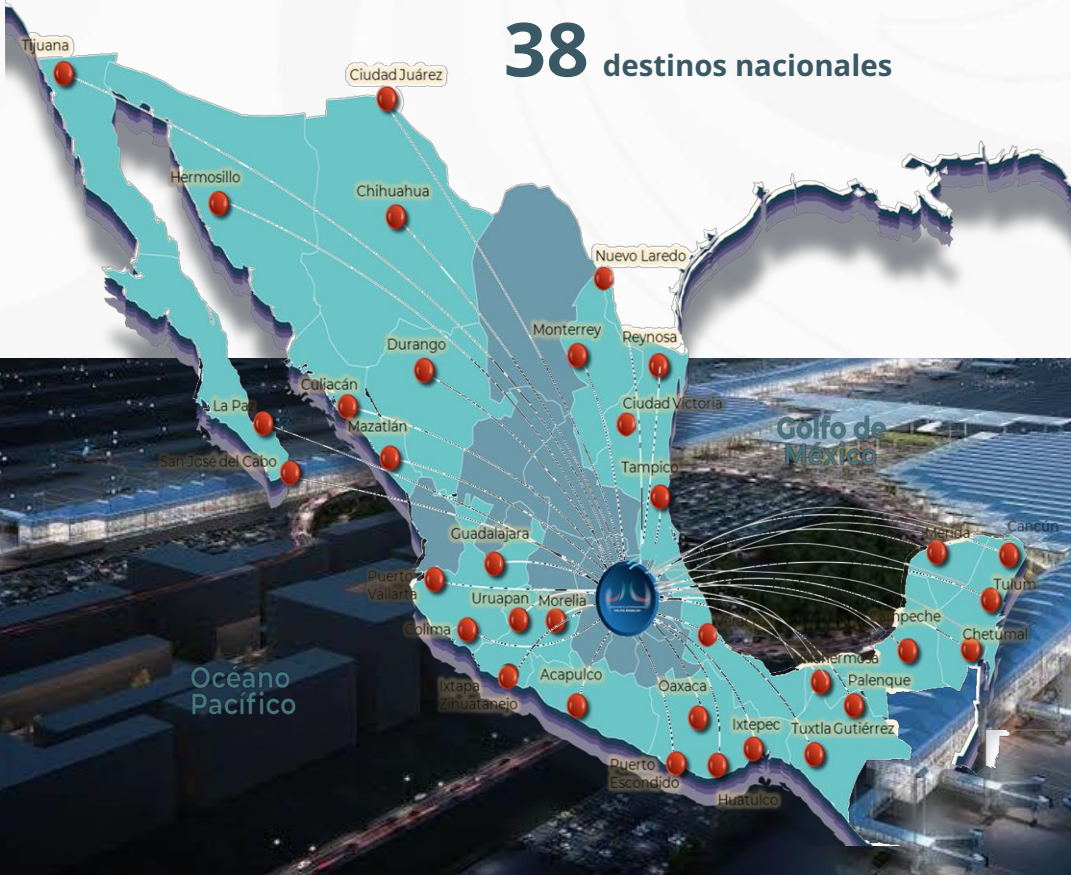 38 destinos nacionales
Tijuana
Ciudad Juárez
Hermosillo
Chihuahua
Nuevo Laredo
Monterrey
Reynosa
Durango
Culiacán
La Paz
Ciudad Victoria
Mazatlán
Golfo de
México
San José del Cabo
Tampico
Guadalajara
Mérida
Cancún
Puerto
Vallarta
Uruapan
Morelia
Tulum
Colima
Chetumal
Océano
Pacífico
Ixtapa
Zihuatanejo
Acapulco
Oaxaca
Palenque
Ixtepec
Tuxtla Gutiérrez
Puerto
Escondido
Huatulco